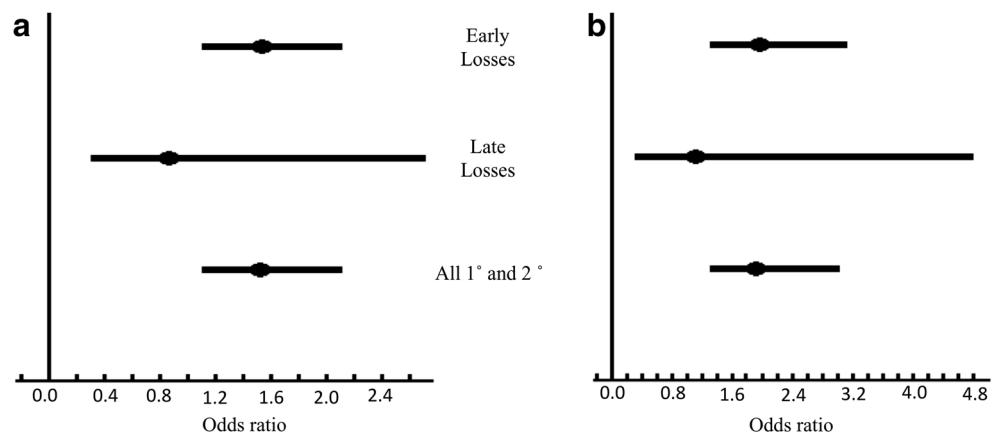 a
b
Early
Losses
Late
Losses
All 1° and 2 °
0.0 0.4 0.8 1.2 1.6 2.0 2.4
Odds ratio
0.0 0.8 1.6 2.4 3.2 4.0 4.8
Odds ratio